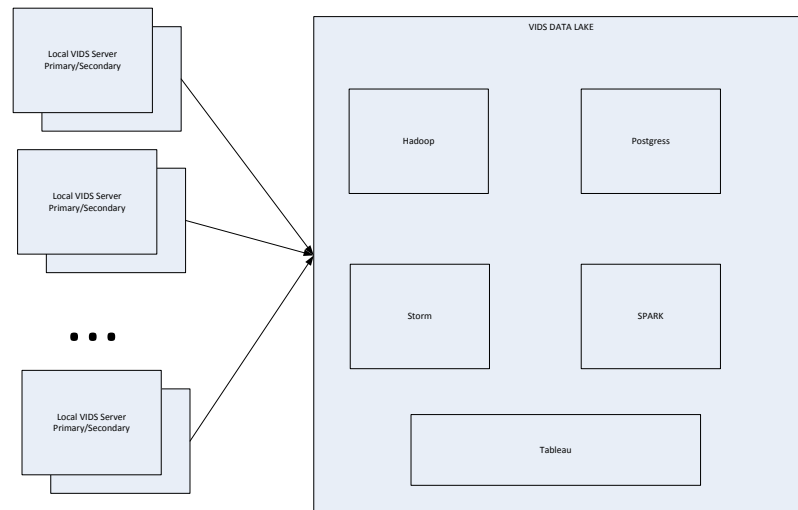 VIDS DATA LAKE
Local VIDS Server
Primary/Secondary
Hadoop
Postgress
Local VIDS Server
Primary/Secondary
Storm
SPARK
Local VIDS Server
Primary/Secondary
Tableau